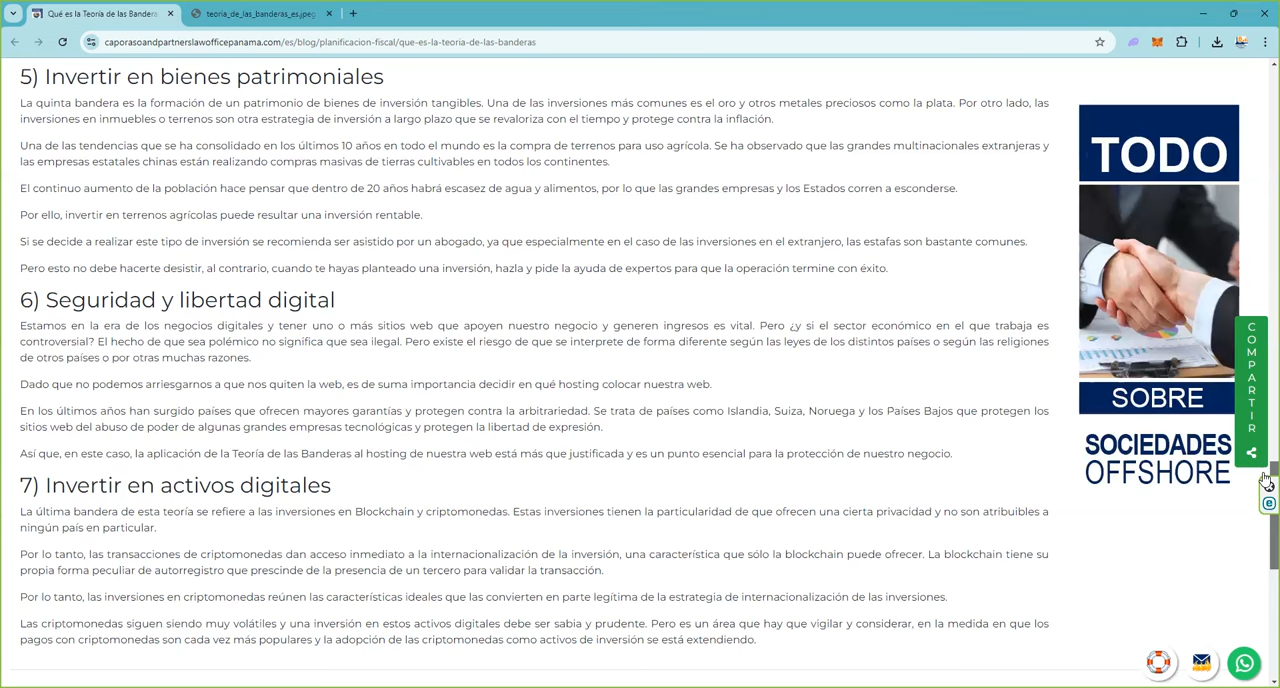 Qué es la Teoría de las Bandera
teoria_de_las_banderas_es.jpeg
caporasoandpartnerslawofficepanama.com/es/blog/planificacion-fiscal/que-es-la-teoria-de-las-banderas
5) Invertir en bienes patrimoniales
La quinta bandera es la formación de un patrimonio de bienes de inversión tangibles. Una de las inversiones más comunes es el oro y otros metales preciosos como la plata. Por otro lado, las
inversiones en inmuebles o terrenos son otra estrategia de inversión a largo plazo que se revaloriza con el tiempo y protege contra la inflación.
Una de las tendencias que se ha consolidado en los últimos 10 años en todo el mundo es la compra de terrenos para uso agrícola. Se ha observado que las grandes multinacionales extranjeras y
las empresas estatales chinas están realizando compras masivas de tierras cultivables en todos los continentes.
El continuo aumento de la población hace pensar que dentro de 20 años habrá escasez de agua y alimentos, por lo que las grandes empresas y los Estados corren a esconderse.
Por ello, invertir en terrenos agrícolas puede resultar una inversión rentable.
Si se decide a realizar este tipo de inversión se recomienda ser asistido por un abogado, ya que especialmente en el caso de las inversiones en el extranjero, las estafas son bastante comunes.
Pero esto no debe hacerte desistir, al contrario, cuando te hayas planteado una inversión, hazla y pide la ayuda de expertos para que la operación termine con éxito.
6) Seguridad y libertad digital
Estamos en la era de los negocios digitales y tener uno o más sitios web que apoyen nuestro negocio y generen ingresos es vital. Pero ¿y si el sector económico en el que trabaja es
controversial? El hecho de que sea polémico no significa que sea ilegal. Pero existe el riesgo de que se interprete de forma diferente según las leyes de los distintos países o según las religiones
de otros países o por otras muchas razones.
Dado que no podemos arriesgarnos a que nos quiten la web, es de suma importancia decidir en qué hosting colocar nuestra web.
En los últimos años han surgido países que ofrecen mayores garantías y protegen contra la arbitrariedad. Se trata de países como Islandia, Suiza, Noruega y los Países Bajos que protegen los
sitios web del abuso de poder de algunas grandes empresas tecnológicas y protegen la libertad de expresión.
Así que, en este caso, la aplicación de la Teoría de las Banderas al hosting de nuestra web está más que justificada y es un punto esencial para la protección de nuestro negocio.
7) Invertir en activos digitales
La última bandera de esta teoría se refiere a las inversiones en Blockchain y criptomonedas. Estas inversiones tienen la particularidad de que ofrecen una cierta privacidad y no son atribuibles a
ningún país en particular.
Por lo tanto, las transacciones de criptomonedas dan acceso inmediato a la internacionalización de la inversión, una característica que sólo la blockchain puede ofrecer. La blockchain tiene su
propia forma peculiar de autorregistro que prescinde de la presencia de un tercero para validar la transacción.
Por lo tanto, las inversiones en criptomonedas reúnen las características ideales que las convierten en parte legítima de la estrategia de internacionalización de las inversiones.
Las criptomonedas siguen siendo muy volátiles y una inversión en estos activos digitales debe ser sabia y prudente. Pero es un área que hay que vigilar y considerar, en la medida en que los
pagos con criptomonedas son cada vez más populares y la adopción de las criptomonedas como activos de inversión se está extendiendo.
TODO
SOBRE
SOCIEDADES
OFFSHORE
COMPARTIR